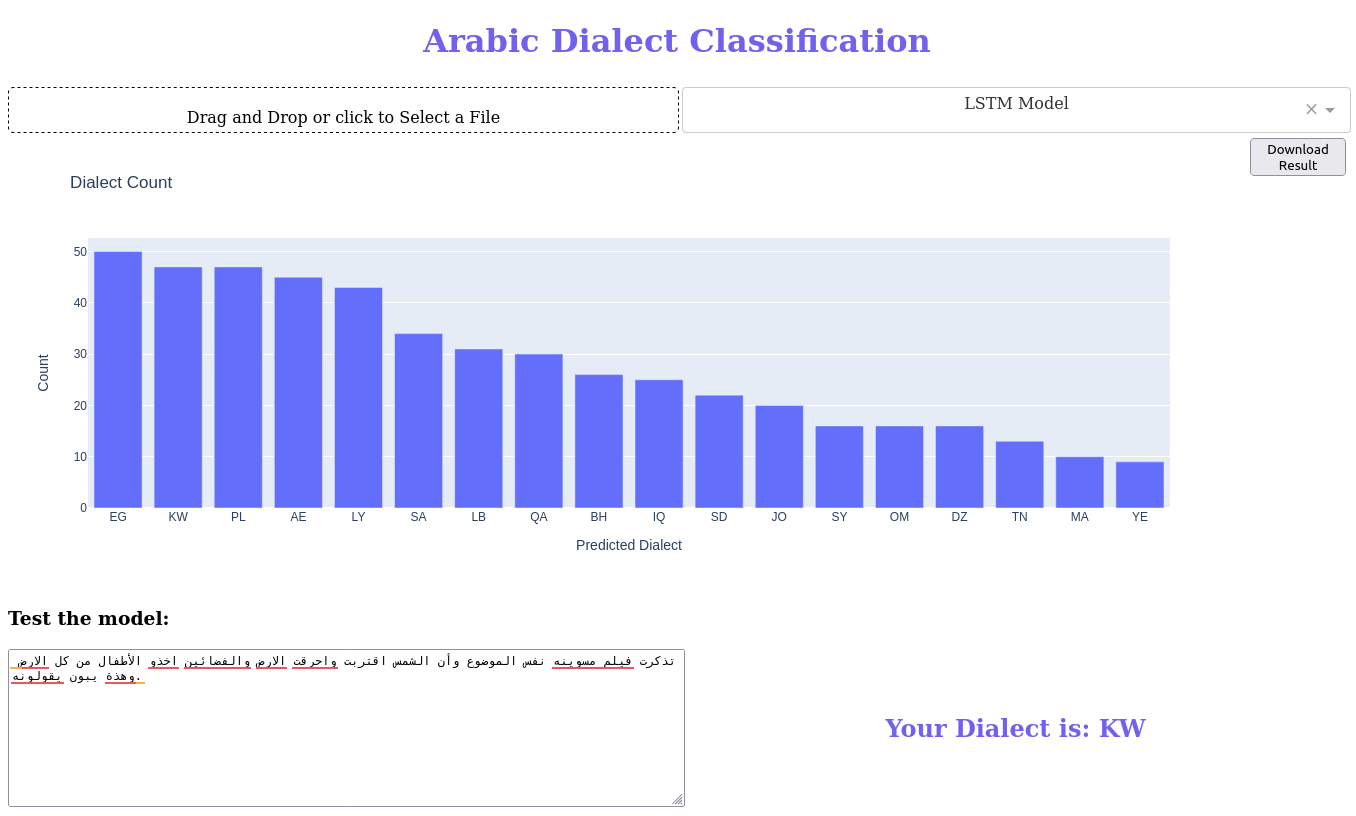 Arabic Dialect Classification
Drag and Drop or click to Select a File
LSTM Model
×
Download
Result
Dialect Count
50
40
30
20
10
0
Count
EG KW PL AE LY SA LB QA BH IQ SD JO SY OM DZ TN MA YE
Predicted Dialect
Test the model:
تذكرت فيلم مسوينه نفس الموضوع وأن الشمس اقتربت واحرقت الارض والفضائين اخذو الأطفال من كل الارض
وهذة يبون يقولونه.
Your Dialect is: KW